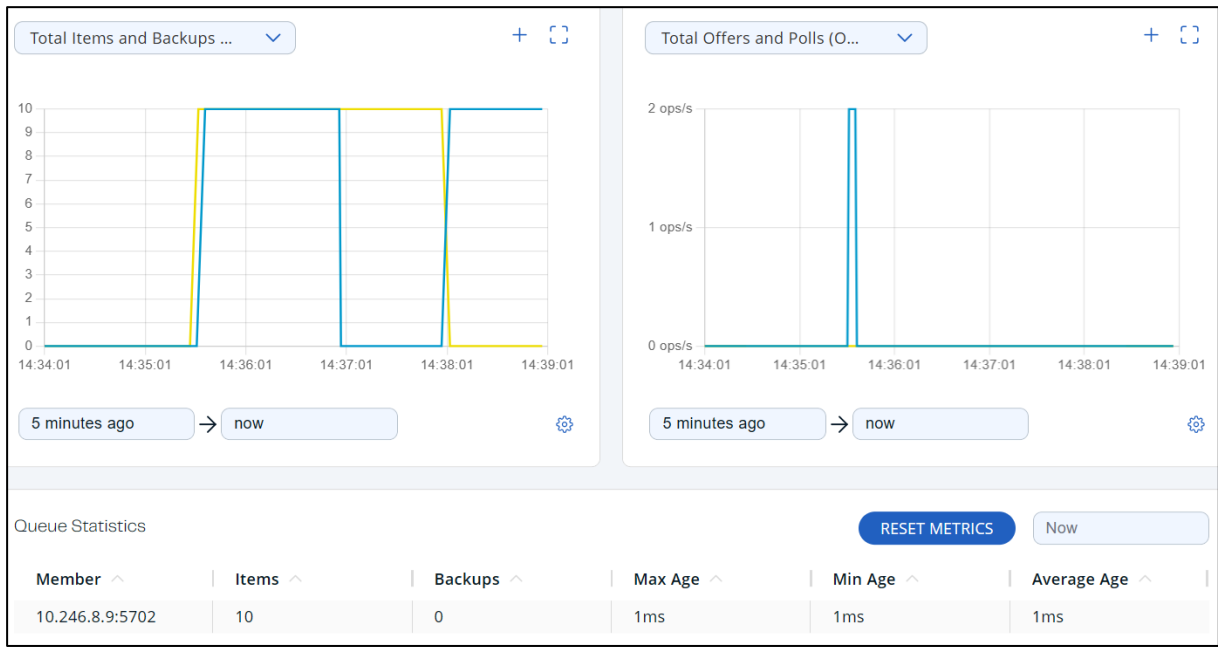 Total Items and Backups ...
10
9
8
7
6
5
4
3
2
1
0
14:34:01 14:35:01 14:36:01 14:37:01 14:38:01 14:39:01
5 minutes ago → now
Total Offers and Polls (O...
2 ops/s
1 ops/s
0 ops/s
14:34:01 14:35:01 14:36:01 14:37:01 14:38:01 14:39:01
5 minutes ago → now
Queue Statistics
RESET METRICS Now
Member Items Backups Max Age Min Age Average Age
10.246.8.9:5702 10 0 1ms 1ms 1ms